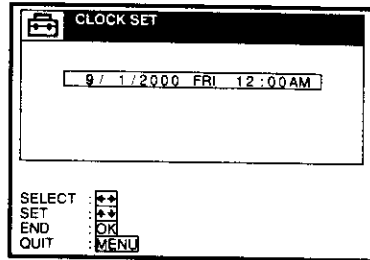 CLOCK SET
9/ 1/2000 FRI 12:00AM
SELECT :
SET :
END : OK
QUIT : MENU